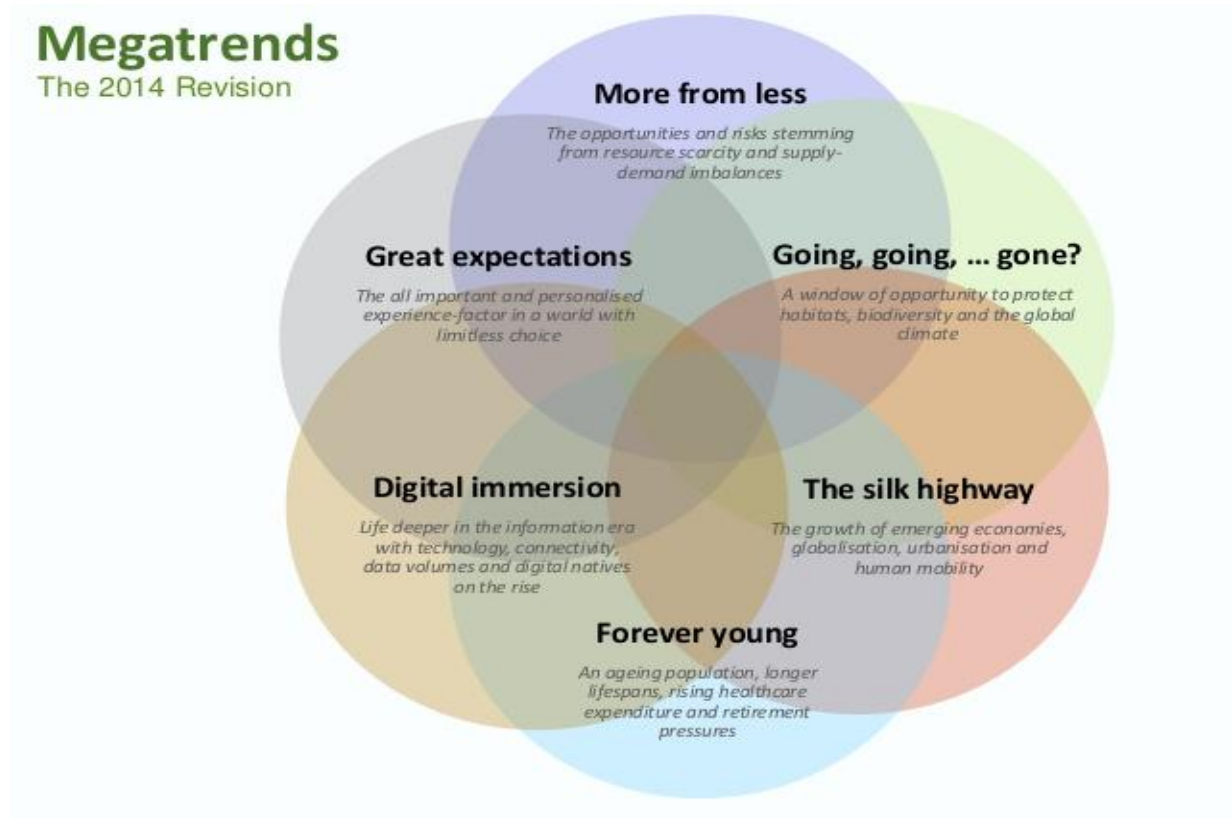 Megatrends
The 2014 Revision
More from less
The opportunities and risks stemming
from resource scarcity and supply-
demand imbalances
Great expectations
The all important and personalised
experience-factor in a world with
limitless choice
Going, going, ... gone?
A window of opportunity to protect
habitats, biodiversity and the global
climate
Digital immersion
Life deeper in the information era
with technology, connectivity,
data volumes and digital natives
on the rise
The silk highway
The growth of emerging economies,
globalisation, urbanisation and
human mobility
Forever young
An ageing population, longer
lifespans, rising healthcare
expenditure and retirement
pressures